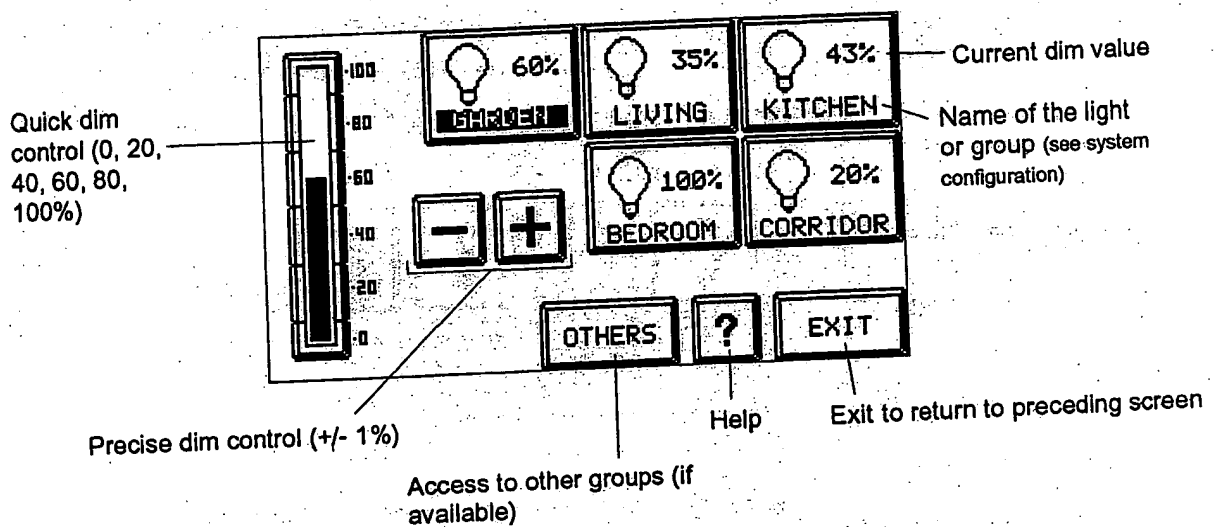 Quick dim
control (0, 20,
40, 60, 80,
100%)
·100
·80
·60
·40
·20
·0
60%
GARDEN
35%
LIVING
43%
KITCHEN
100%
BEDROOM
20%
CORRIDOR
- +
OTHERS
?
EXIT
Current dim value
Name of the light
or group (see system
configuration)
Precise dim control (+/- 1%)
Access to other groups (if
available)
Help
Exit to return to preceding screen